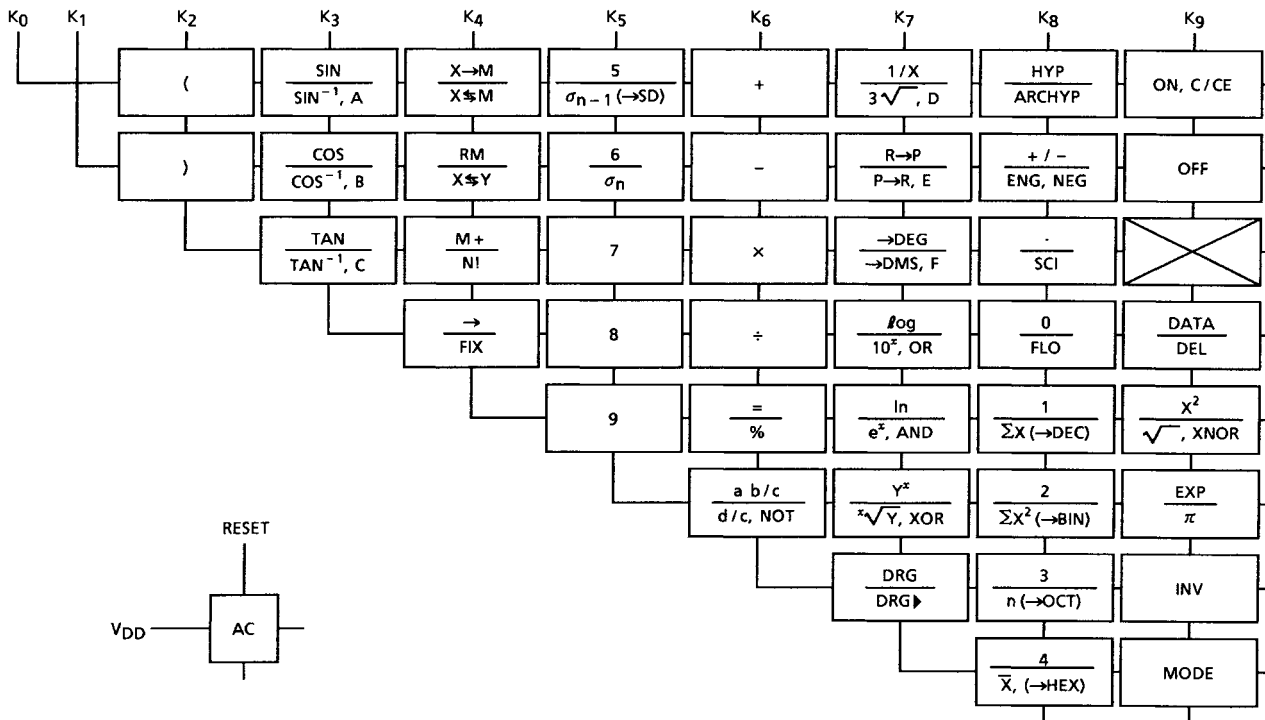 K0 K1 K2 K3 K4 K5 K6 K7 K8 K9
( SIN X→M 5 + 1/X HYP ON, C/CE
SIN⁻¹, A X⇆M σn−1 (→SD) 3√‾, D ARCHYP
) COS RM 6 − R→P +/− OFF
COS⁻¹, B X⇆Y σn P→R, E ENG, NEG
TAN M+ 7 × →DEG ·
TAN⁻¹, C N! →DMS, F SCI
→ 8 ÷ log 0 DATA
FIX 10ˣ, OR FLO DEL
9 = ln 1 X²
% eˣ, AND ΣX (→DEC) √‾, XNOR
a b/c Yˣ 2 EXP
d/c, NOT ˣ√Y, XOR ΣX² (→BIN) π
RESET DRG 3 INV
DRG▶ n (→OCT)
VDD AC 4 MODE
X̄, (→HEX)